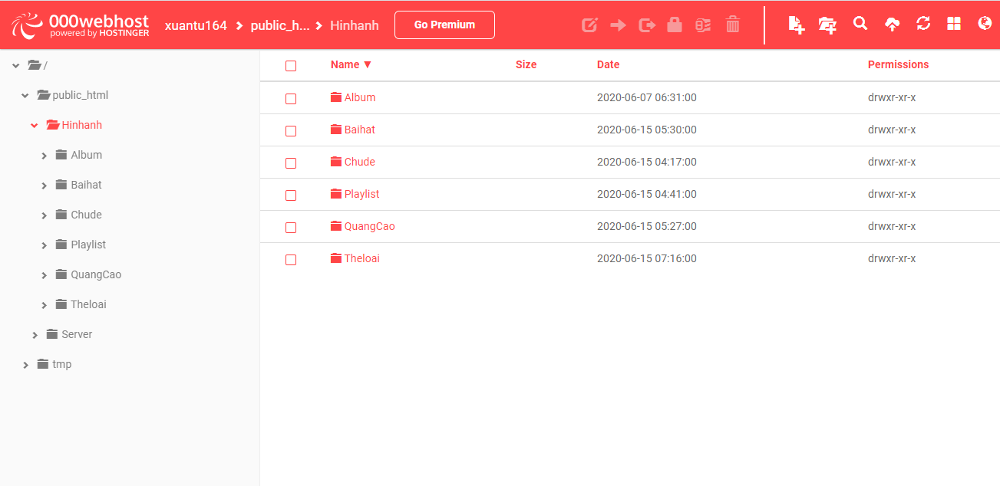 000webhost
powered by HOSTINGER
xuantu164 > public_h... > Hinhanh
Go Premium
/
public_html
Hinhanh
Album
Baihat
Chude
Playlist
QuangCao
Theloai
Server
tmp
Name ▼ Size Date Permissions
Album 2020-06-07 06:31:00 drwxr-xr-x
Baihat 2020-06-15 05:30:00 drwxr-xr-x
Chude 2020-06-15 04:17:00 drwxr-xr-x
Playlist 2020-06-15 04:41:00 drwxr-xr-x
QuangCao 2020-06-15 05:27:00 drwxr-xr-x
Theloai 2020-06-15 07:16:00 drwxr-xr-x